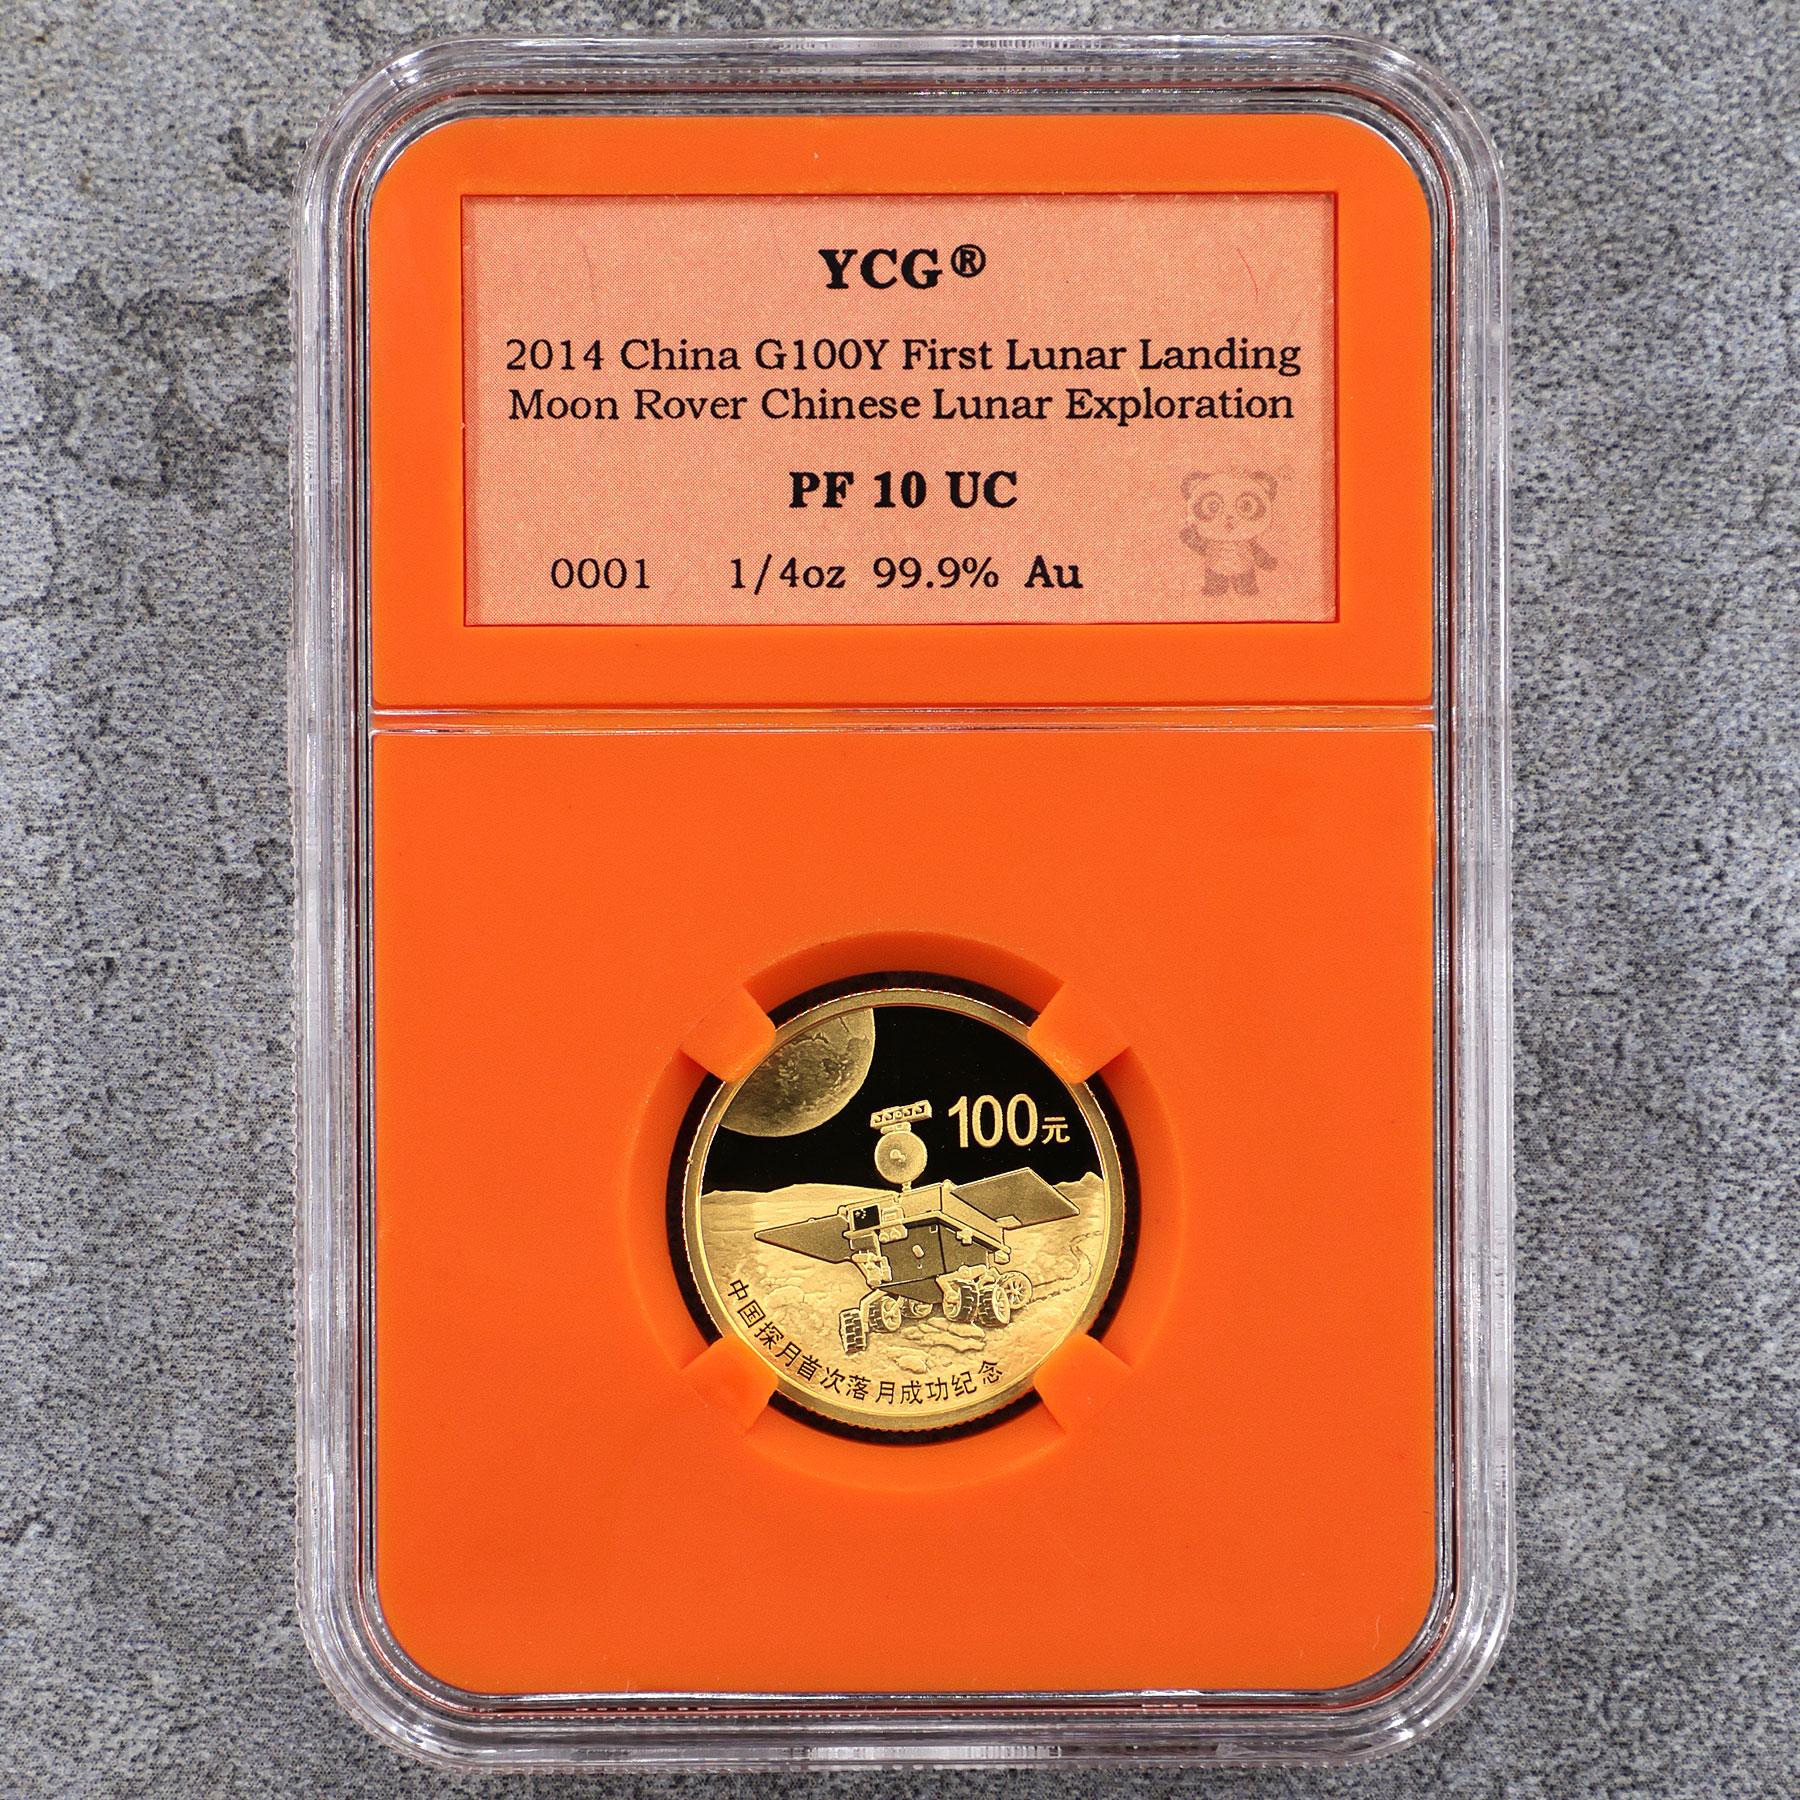 YCG®
2014 China G100Y First Lunar Landing
Moon Rover Chinese Lunar Exploration
PF 10 UC
0001 1/4oz 99.9% Au
100元
中国探月首次落月成功纪念